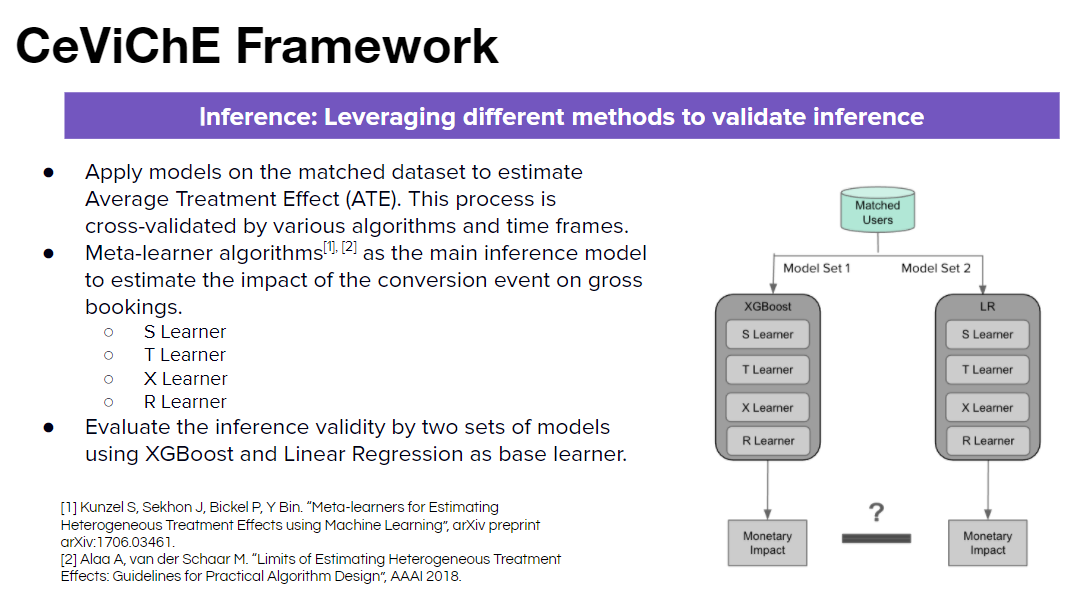 CeViChE Framework
Inference: Leveraging different methods to validate inference
● Apply models on the matched dataset to estimate
Average Treatment Effect (ATE). This process is
cross-validated by various algorithms and time frames.
● Meta-learner algorithms[1], [2] as the main inference model
to estimate the impact of the conversion event on gross
bookings.
○ S Learner
○ T Learner
○ X Learner
○ R Learner
● Evaluate the inference validity by two sets of models
using XGBoost and Linear Regression as base learner.
[1] Kunzel S, Sekhon J, Bickel P, Y Bin. “Meta-learners for Estimating
Heterogeneous Treatment Effects using Machine Learning”, arXiv preprint
arXiv:1706.03461.
[2] Alaa A, van der Schaar M. “Limits of Estimating Heterogeneous Treatment
Effects: Guidelines for Practical Algorithm Design”, AAAI 2018.
Matched
Users
Model Set 1
Model Set 2
XGBoost
S Learner
T Learner
X Learner
R Learner
LR
S Learner
T Learner
X Learner
R Learner
Monetary
Impact
?
Monetary
Impact